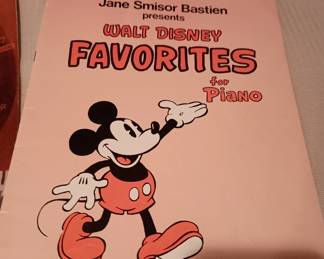 Jane Smisor Bastien
presents
WALT DISNEY
FAVORITES
for
Piano